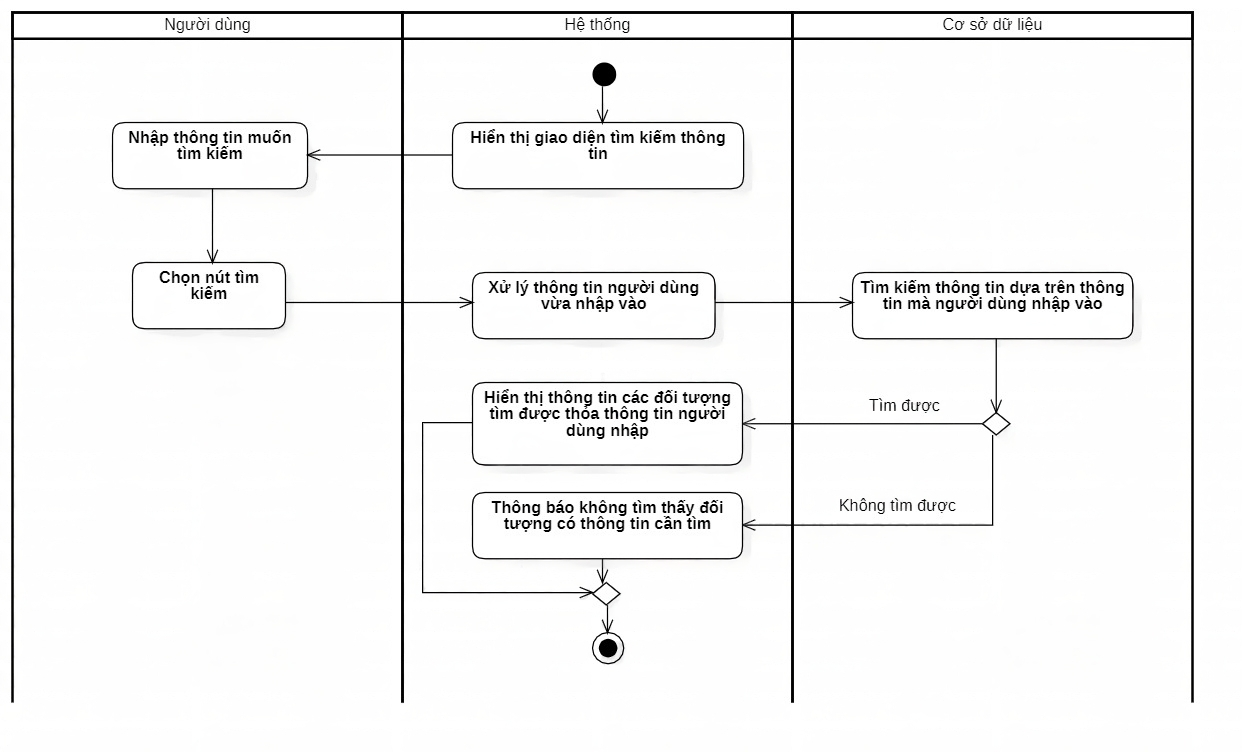 Người dùng
Hệ thống
Cơ sở dữ liệu
Hiển thị giao diện tìm kiếm thông
tin
Nhập thông tin muốn
tìm kiếm
Chọn nút tìm
kiếm
Xử lý thông tin người dùng
vừa nhập vào
Tìm kiếm thông tin dựa trên thông
tin mà người dùng nhập vào
Tìm được
Hiển thị thông tin các đối tượng
tìm được thỏa thông tin người
dùng nhập
Không tìm được
Thông báo không tìm thấy đối
tượng có thông tin cần tìm